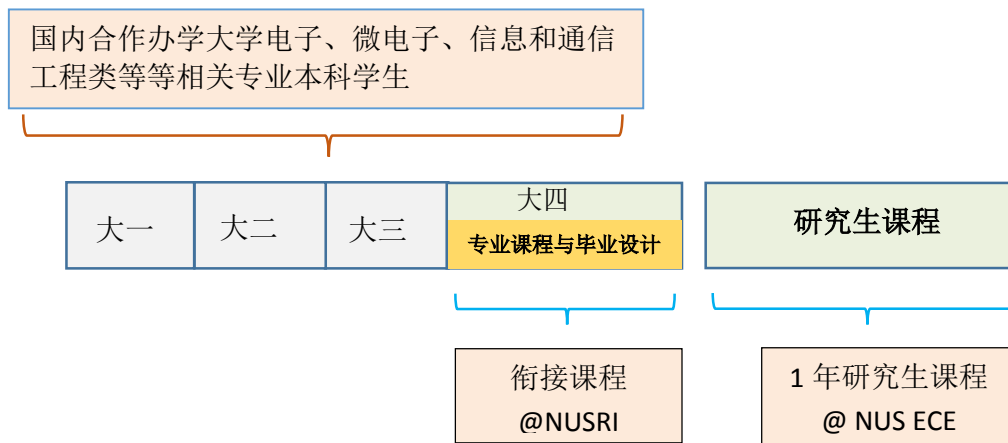 国内合作办学大学电子、微电子、信息和通信
工程类等等相关专业本科学生
大一
大二
大三
大四
专业课程与毕业设计
研究生课程
衔接课程
@NUSRI
1 年研究生课程
@ NUS ECE